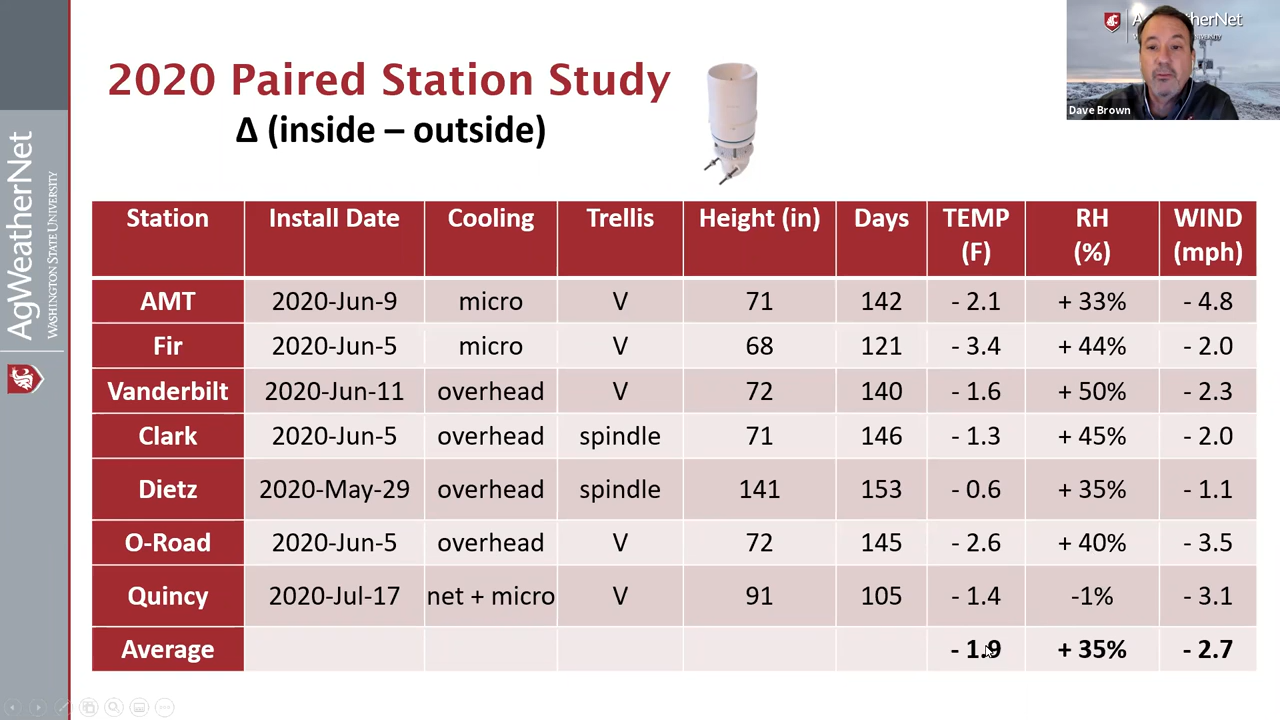 AgWeatherNet
WASHINGTON STATE UNIVERSITY
2020 Paired Station Study
Δ (inside – outside)
Dave Brown
Station Install Date Cooling Trellis Height (in) Days TEMP (F) RH (%) WIND (mph)
AMT 2020-Jun-9 micro V 71 142 - 2.1 + 33% - 4.8
Fir 2020-Jun-5 micro V 68 121 - 3.4 + 44% - 2.0
Vanderbilt 2020-Jun-11 overhead V 72 140 - 1.6 + 50% - 2.3
Clark 2020-Jun-5 overhead spindle 71 146 - 1.3 + 45% - 2.0
Dietz 2020-May-29 overhead spindle 141 153 - 0.6 + 35% - 1.1
O-Road 2020-Jun-5 overhead V 72 145 - 2.6 + 40% - 3.5
Quincy 2020-Jul-17 net + micro V 91 105 - 1.4 -1% - 3.1
Average - 1.9 + 35% - 2.7